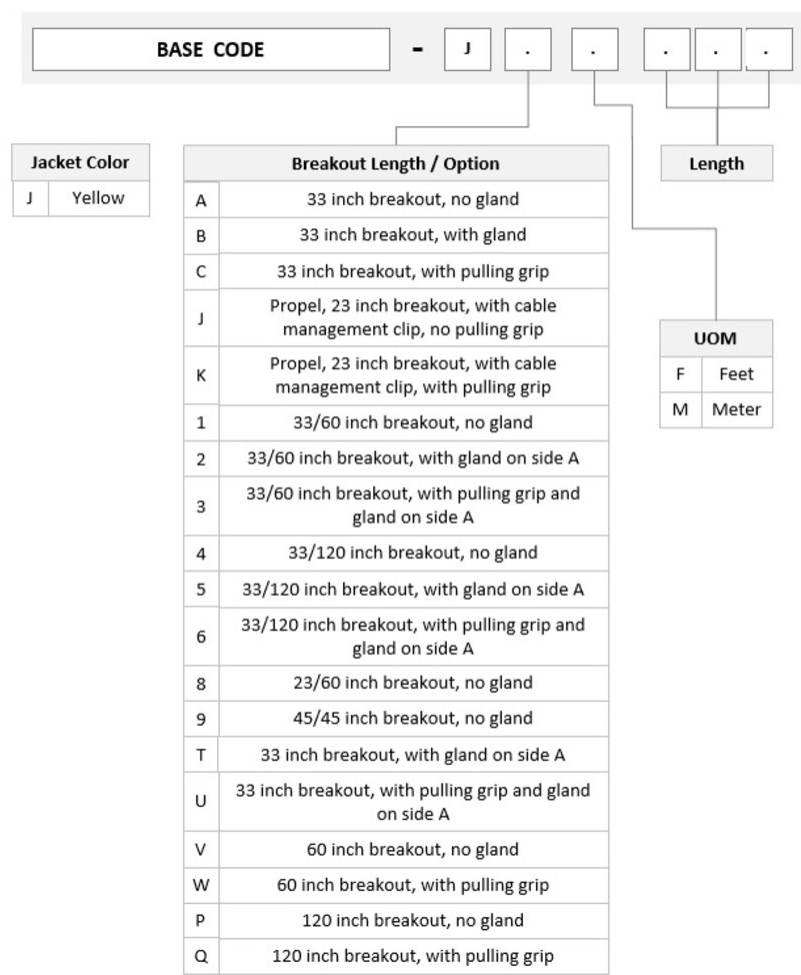 BASE CODE - J . . . . .
Jacket Color
J Yellow
Breakout Length / Option
A 33 inch breakout, no gland
B 33 inch breakout, with gland
C 33 inch breakout, with pulling grip
J Propel, 23 inch breakout, with cable
management clip, no pulling grip
K Propel, 23 inch breakout, with cable
management clip, with pulling grip
1 33/60 inch breakout, no gland
2 33/60 inch breakout, with gland on side A
3 33/60 inch breakout, with pulling grip and
gland on side A
4 33/120 inch breakout, no gland
5 33/120 inch breakout, with gland on side A
6 33/120 inch breakout, with pulling grip and
gland on side A
8 23/60 inch breakout, no gland
9 45/45 inch breakout, no gland
T 33 inch breakout, with gland on side A
U 33 inch breakout, with pulling grip and gland
on side A
V 60 inch breakout, no gland
W 60 inch breakout, with pulling grip
P 120 inch breakout, no gland
Q 120 inch breakout, with pulling grip
Length
UOM
F Feet
M Meter